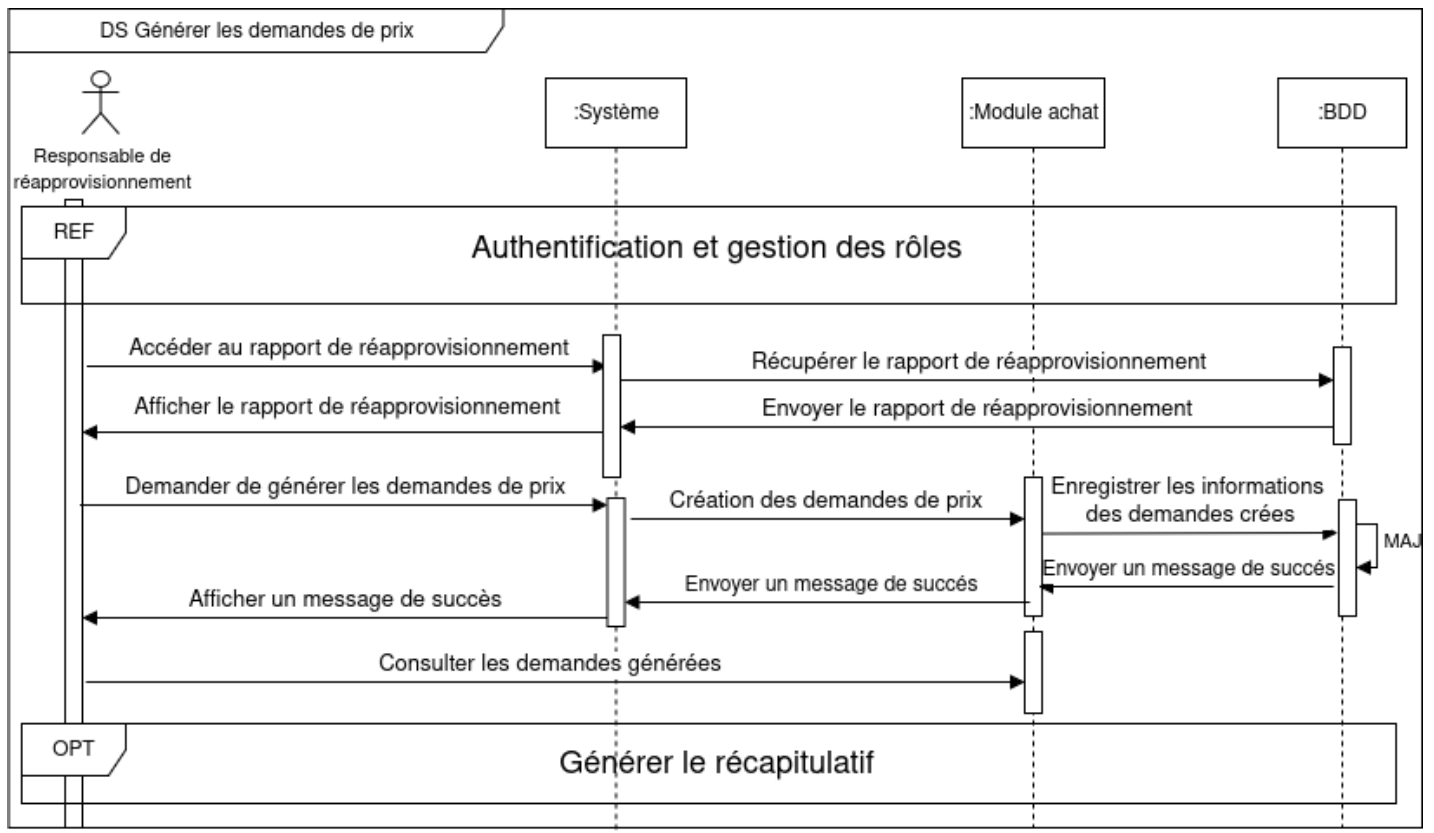 DS Générer les demandes de prix
:Système
:Module achat
:BDD
Responsable de
réapprovisionnement
REF
Authentification et gestion des rôles
Accéder au rapport de réapprovisionnement
Récupérer le rapport de réapprovisionnement
Afficher le rapport de réapprovisionnement
Envoyer le rapport de réapprovisionnement
Demander de générer les demandes de prix
Création des demandes de prix
Enregistrer les informations
des demandes crées
MAJ
Envoyer un message de succés
Envoyer un message de succés
Afficher un message de succès
Consulter les demandes générées
OPT
Générer le récapitulatif